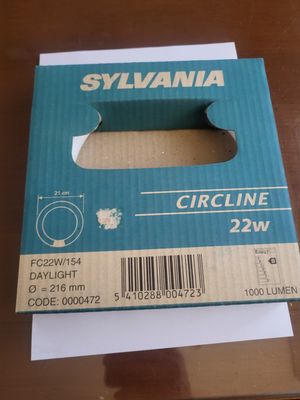 SYLVANIA
21 cm
CIRCLINE
22w
FC22W/154
DAYLIGHT
Ø = 216 mm
CODE: 0000472
5 410288 004723
1000 LUMEN